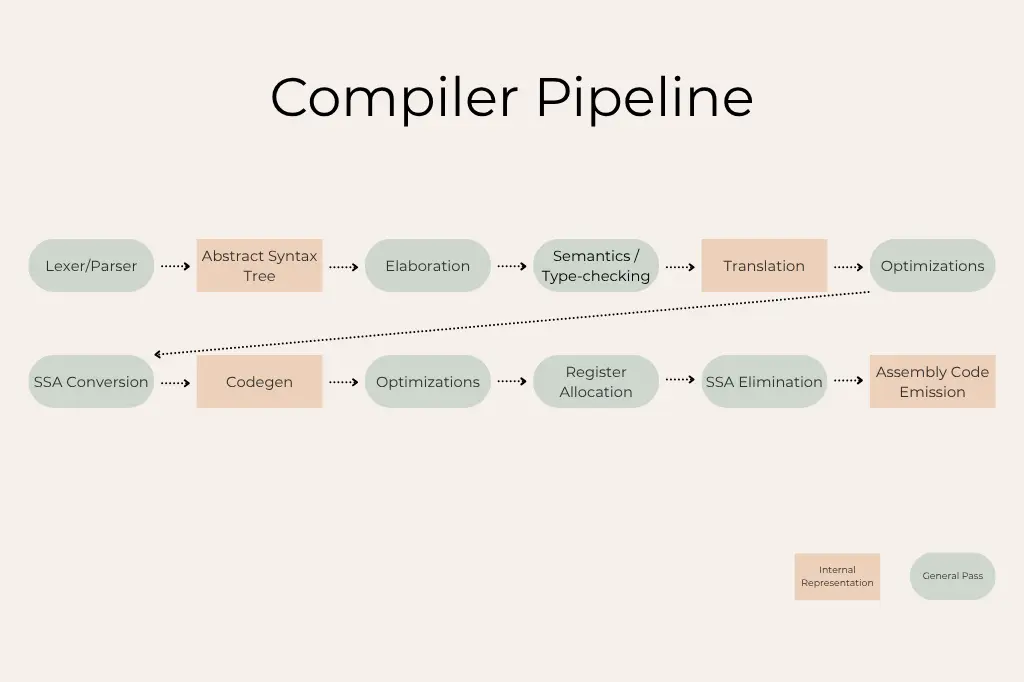 Compiler Pipeline
Lexer/Parser
Abstract Syntax
Tree
Elaboration
Semantics /
Type-checking
Translation
Optimizations
SSA Conversion
Codegen
Optimizations
Register
Allocation
SSA Elimination
Assembly Code
Emission
Internal
Representation
General Pass